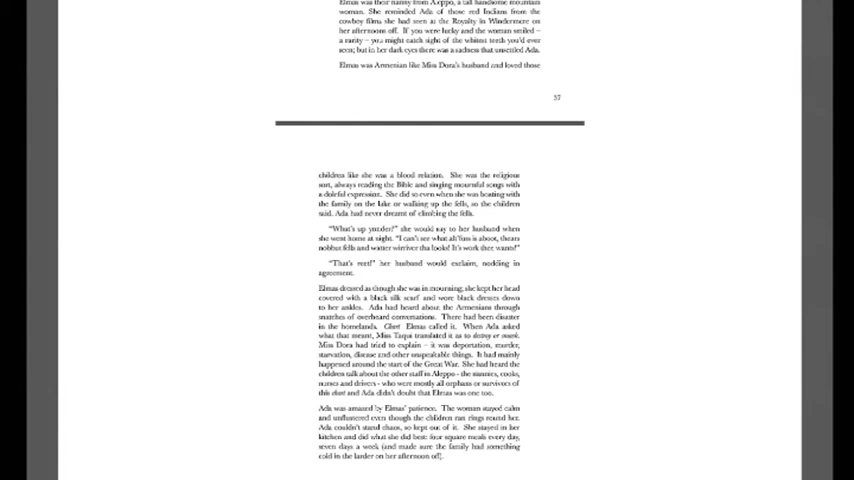 Elmas was their nanny from Aleppo, a tall handsome mountain
woman. She reminded Ada of those red Indians from the
cowboy films she had seen at the Royalty in Windermere on
her afternoons off. If you were lucky and the woman smiled –
a rarity – you might catch sight of the whitest teeth you'd ever
seen; but in her dark eyes there was a sadness that unsettled Ada.
Elmas was Armenian like Miss Dora's husband and loved those
37
children like she was a blood relation. She was the religious
sort, always reading the Bible and singing mournful songs with
a doleful expression. She did so even when she was boating with
the family on the lake or walking up the fells, so the children
said. Ada had never dreamt of climbing the fells.
"What's up yonder?" she would say to her husband when
she went home at night. "I can't see what all'fuss is aboot, thears
nobbut fells and watter wirriver tha looks! It's work thee wants!"
"That's reet!" her husband would exclaim, nodding in
agreement.
Elmas dressed as though she was in mourning, she kept her head
covered with a black silk scarf and wore black dresses down
to her ankles. Ada had heard about the Armenians through
snatches of overheard conversations. There had been disaster
in the homelands. Elmas called it. When Ada asked
what that meant, Miss Taqui translated it as to destroy or
Miss Dora had tried to explain – it was deportation, murder,
starvation, disease and other unspeakable things. It had mainly
happened around the start of the Great War. She had heard the
children talk about the other staff in Aleppo - the nannies, cooks,
nurses and drivers - who were mostly all orphans or survivors of
this and Ada didn't doubt that Elmas was one too.
Ada was amazed by Elmas' patience. The woman stayed calm
and unflustered even though the children ran rings round her.
Ada couldn't stand chaos, so kept out of it. She stayed in her
kitchen and did what she did best: four square meals every day,
seven days a week (and made sure the family had something
cold in the larder on her afternoon off).